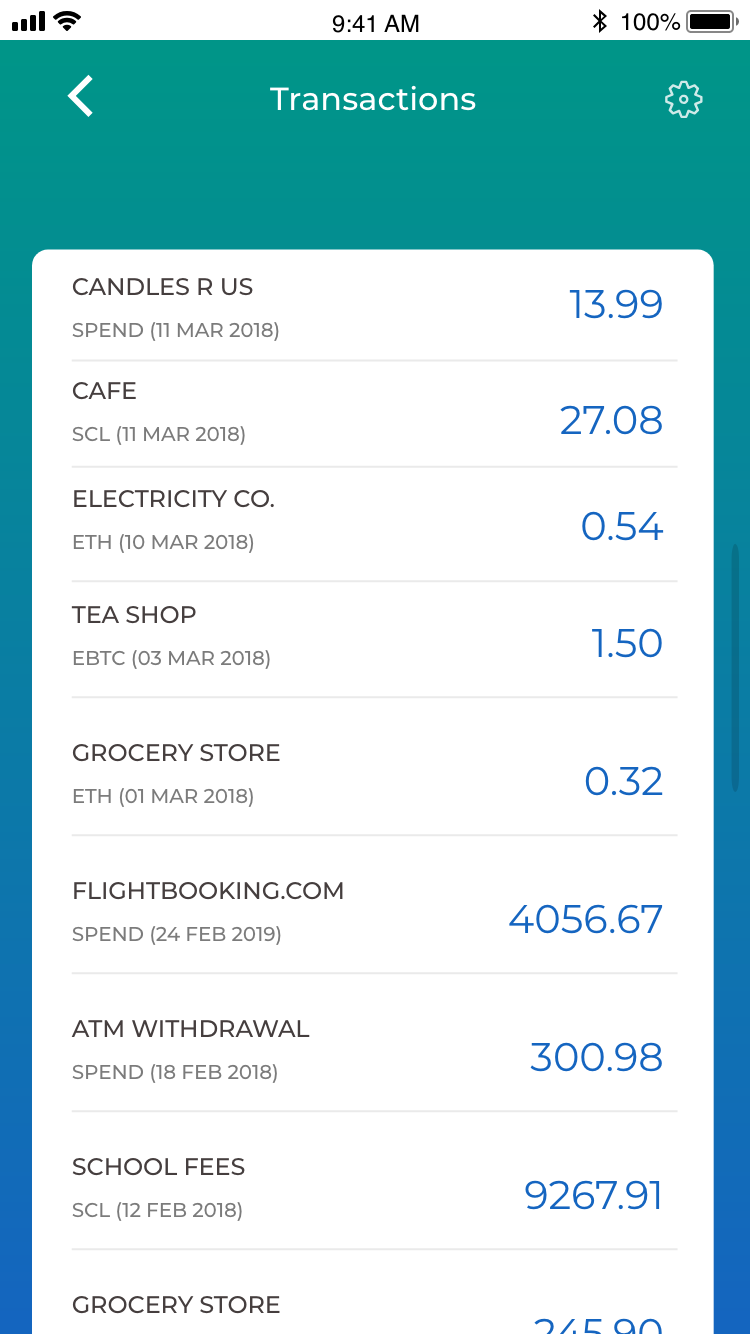 9:41 AM 100%
Transactions
CANDLES R US
13.99
SPEND (11 MAR 2018)
CAFE
27.08
SCL (11 MAR 2018)
ELECTRICITY CO.
0.54
ETH (10 MAR 2018)
TEA SHOP
1.50
EBTC (03 MAR 2018)
GROCERY STORE
0.32
ETH (01 MAR 2018)
FLIGHTBOOKING.COM
4056.67
SPEND (24 FEB 2019)
ATM WITHDRAWAL
300.98
SPEND (18 FEB 2018)
SCHOOL FEES
9267.91
SCL (12 FEB 2018)
GROCERY STORE
245.90